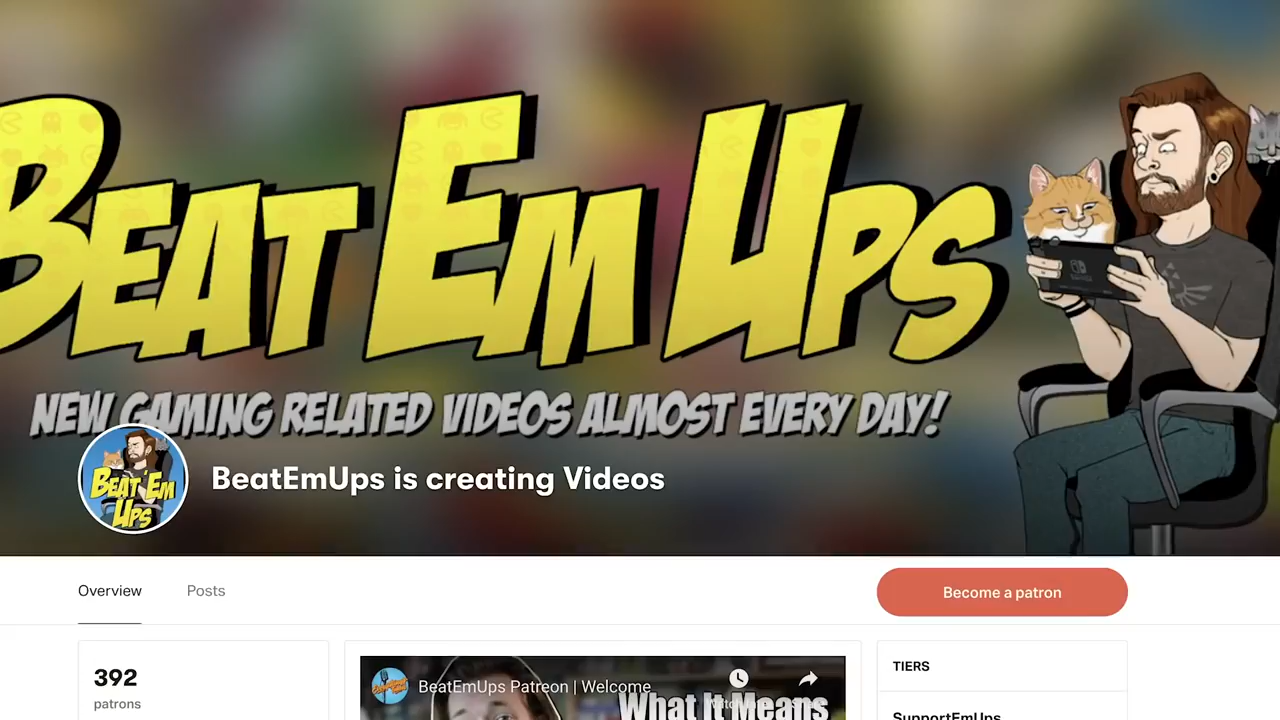 BEAT EM UPS
NEW GAMING RELATED VIDEOS ALMOST EVERY DAY!
BEAT 'EM
UPS
BeatEmUps is creating Videos
Overview
Posts
Become a patron
392
patrons
BeatEmUps Patreon | Welcome
What It Means
TIERS
SupportEmUps